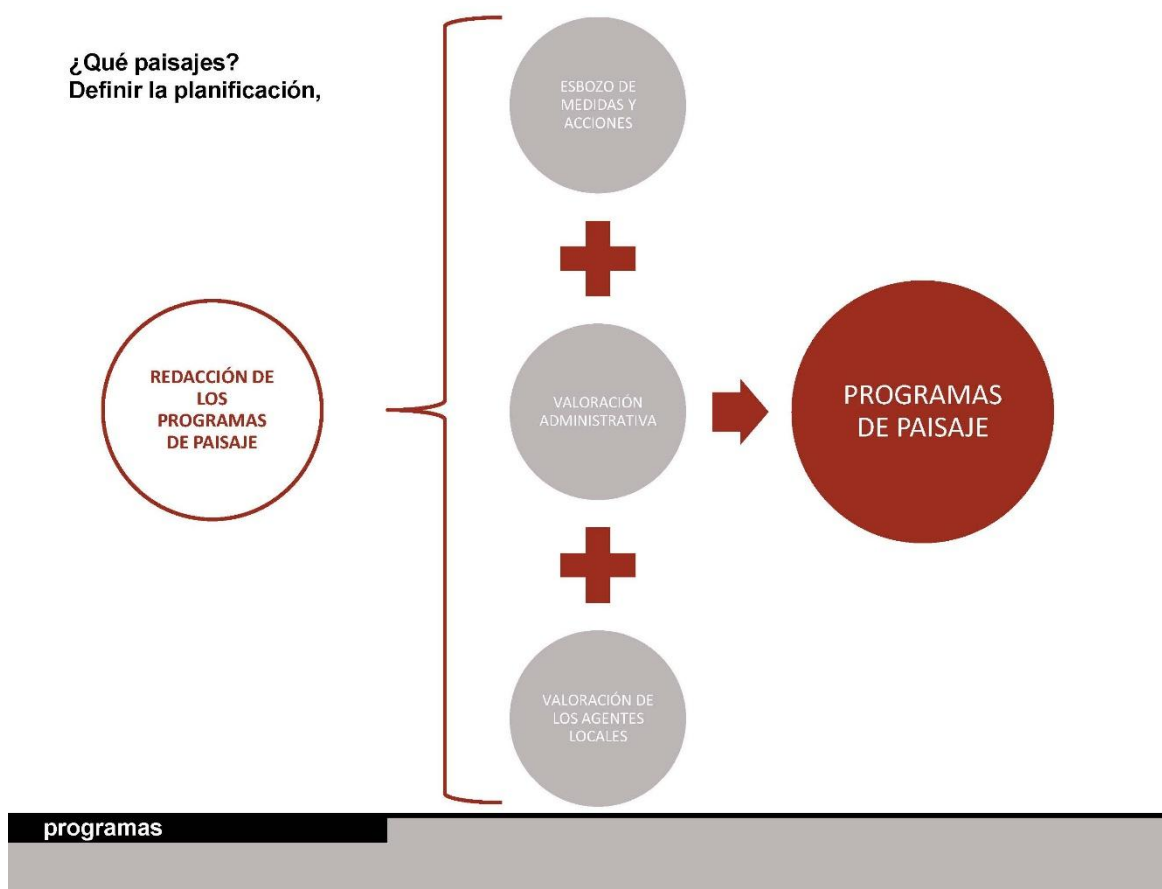 ¿Qué paisajes?
Definir la planificación,
ESBOZO DE
MEDIDAS Y
ACCIONES
REDACCIÓN DE
LOS
PROGRAMAS
DE PAISAJE
VALORACIÓN
ADMINISTRATIVA
PROGRAMAS
DE PAISAJE
VALORACIÓN DE
LOS AGENTES
LOCALES
programas